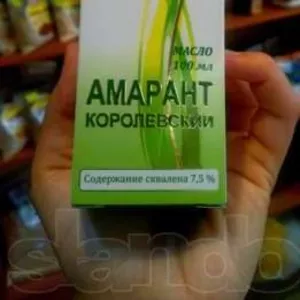 МАСЛО
100 мл
АМАРАНТ
КОРОЛЕВСКИЙ
Содержание сквалена 7,5 %
slando